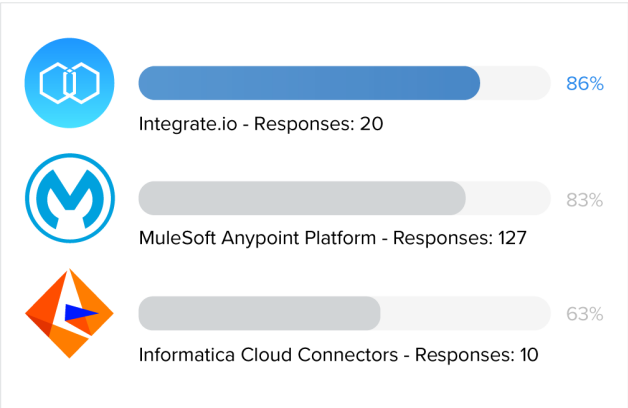 86%
Integrate.io - Responses: 20
83%
MuleSoft Anypoint Platform - Responses: 127
63%
Informatica Cloud Connectors - Responses: 10